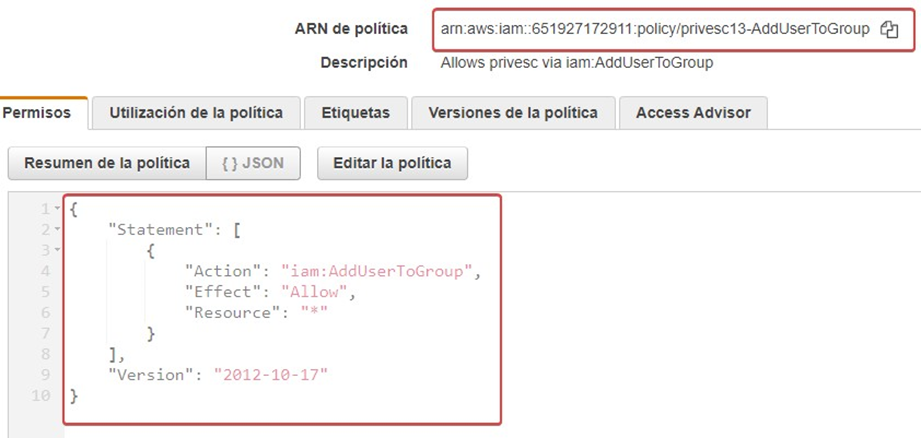 ARN de política arn:aws:iam::651927172911:policy/privesc13-AddUserToGroup
Descripción Allows privesc via iam:AddUserToGroup
Permisos Utilización de la política Etiquetas Versiones de la política Access Advisor
Resumen de la política { } JSON Editar la política
1 {
2 "Statement": [
3 {
4 "Action": "iam:AddUserToGroup",
5 "Effect": "Allow",
6 "Resource": "*"
7 }
8 ],
9 "Version": "2012-10-17"
10 }